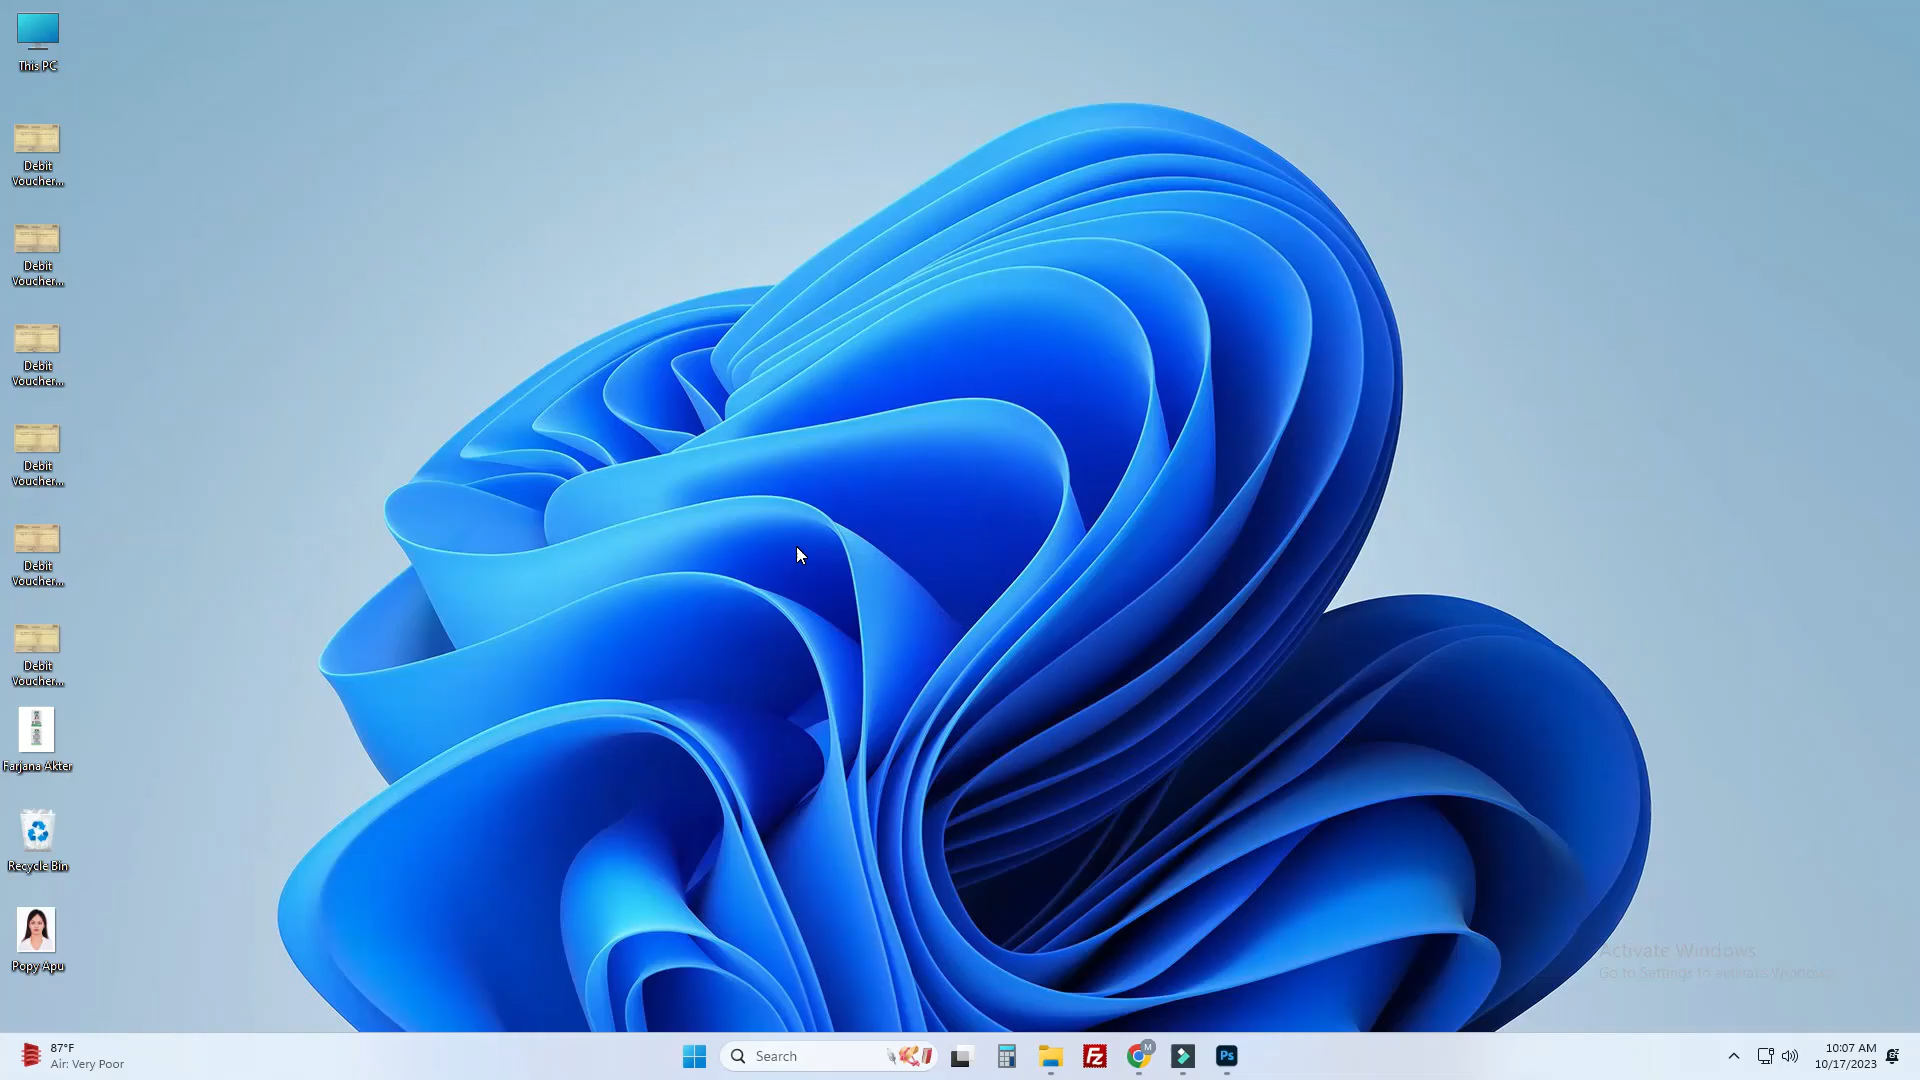 This PC
Debit
Voucher...
Debit
Voucher...
Debit
Voucher...
Debit
Voucher...
Debit
Voucher...
Debit
Voucher...
Farjana Akter
Recycle Bin
Popy Apu
Activate Windows
Go to Settings to activate Windows.
87°F
Air: Very Poor
Search
Fz
M
Ps
10:07 AM
10/17/2023